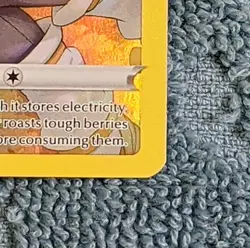 h it stores electricity.
roasts tough berries
ore consuming them.